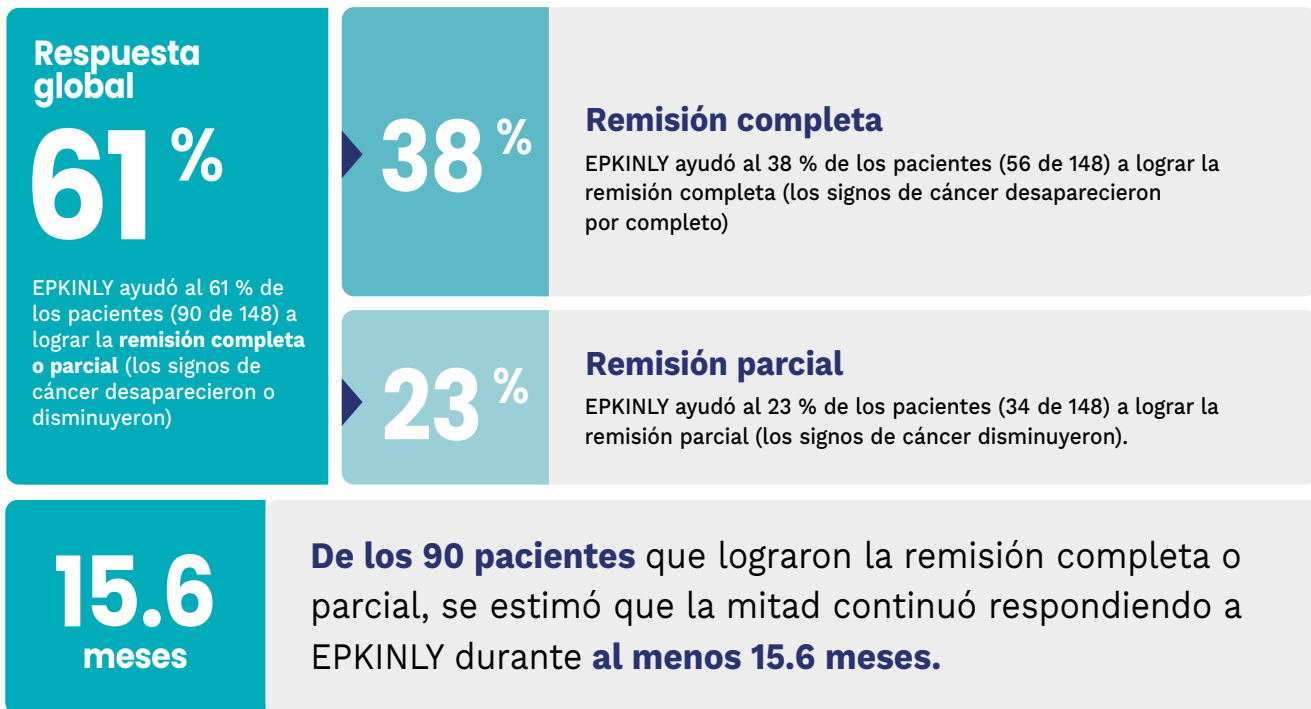 Respuesta
global
61 %
EPKINLY ayudó al 61 % de
los pacientes (90 de 148) a
lograr la remisión completa
o parcial (los signos de
cáncer desaparecieron o
disminuyeron)
38 %
Remisión completa
EPKINLY ayudó al 38 % de los pacientes (56 de 148) a lograr la
remisión completa (los signos de cáncer desaparecieron
por completo)
23 %
Remisión parcial
EPKINLY ayudó al 23 % de los pacientes (34 de 148) a lograr la
remisión parcial (los signos de cáncer disminuyeron).
15.6
meses
De los 90 pacientes que lograron la remisión completa o
parcial, se estimó que la mitad continuó respondiendo a
EPKINLY durante al menos 15.6 meses.